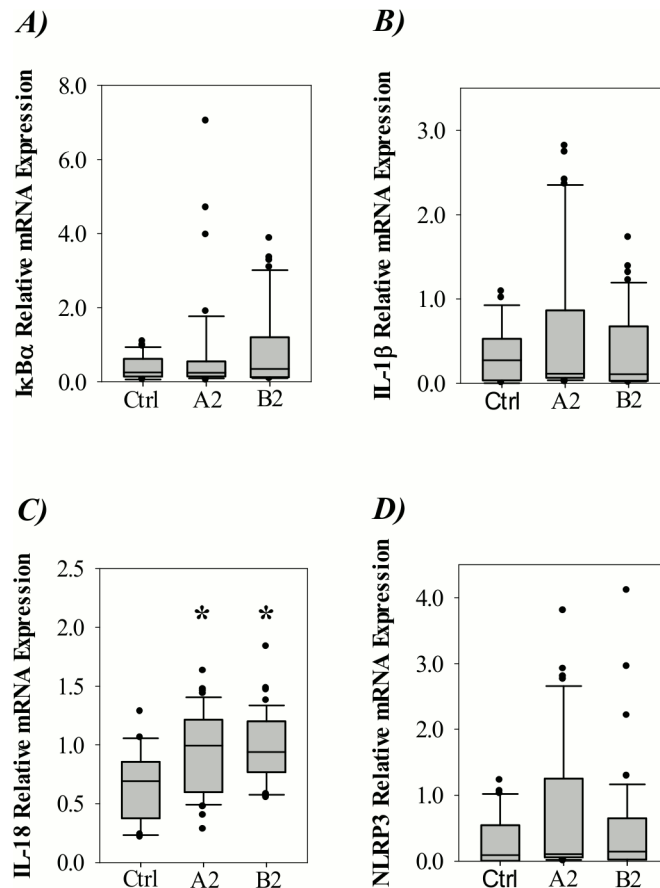 A)
IκBα Relative mRNA Expression
8.0
6.0
4.0
2.0
0.0
Ctrl A2 B2
B)
IL-1β Relative mRNA Expression
3.0
2.0
1.0
0.0
Ctrl A2 B2
C)
IL-18 Relative mRNA Expression
2.5
2.0
1.5
1.0
0.5
0.0
* *
Ctrl A2 B2
D)
NLRP3 Relative mRNA Expression
4.0
3.0
2.0
1.0
0.0
Ctrl A2 B2